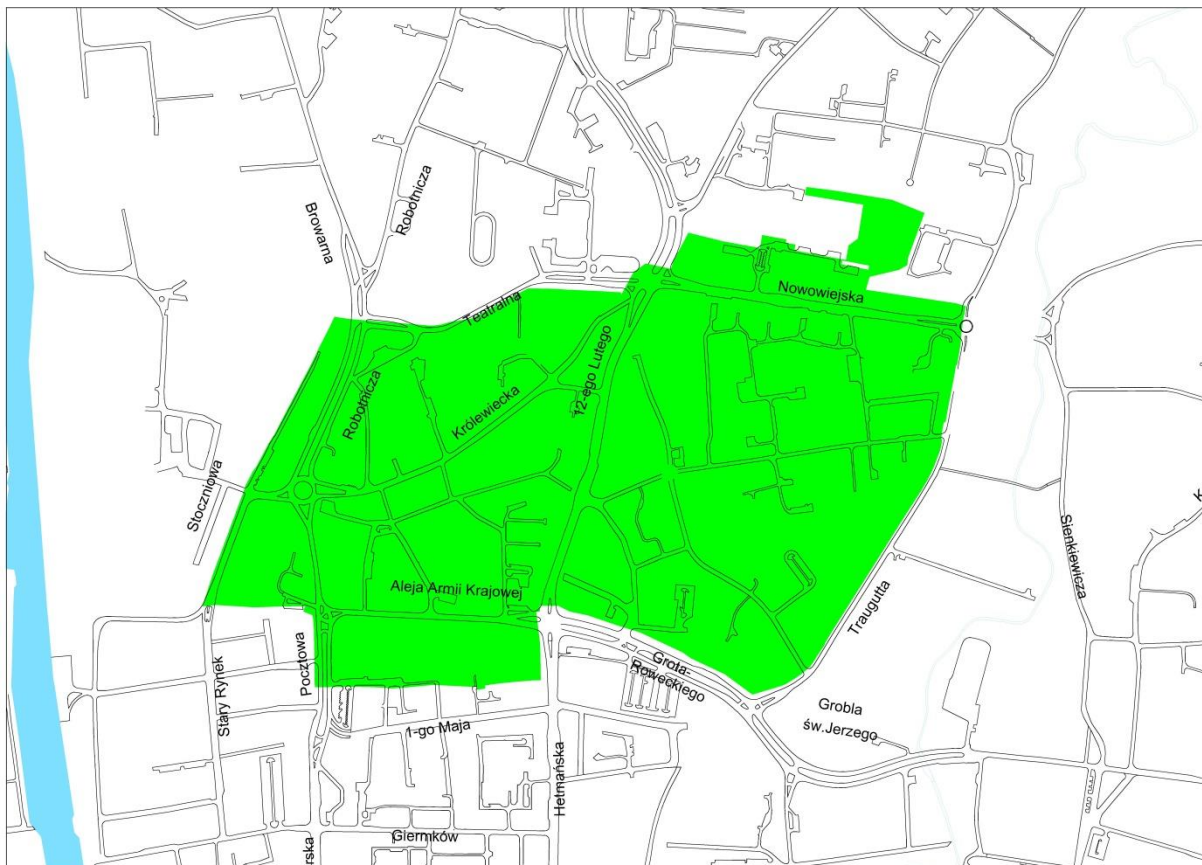 Browarna
Robotnicza
Teatralna
Nowowiejska
12-ego Lutego
Robotnicza
Królewiecka
Stoczniowa
K
Sienkiewicza
Aleja Armii Krajowej
Traugutta
Pocztowa
Stary Rynek
Grota-
Roweckiego
Grobla
św.Jerzego
1-go Maja
Hetmańska
Giermków
rska